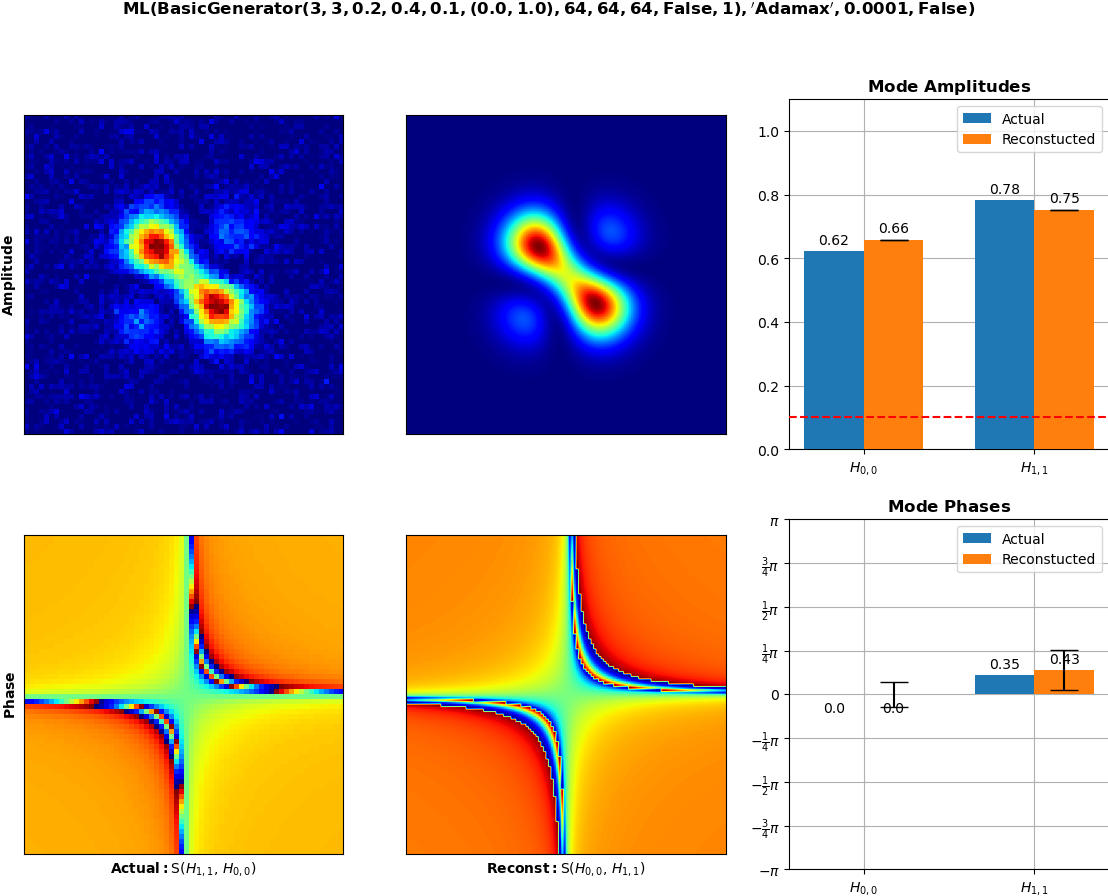 ML(BasicGenerator(3, 3, 0.2, 0.4, 0.1, (0.0, 1.0), 64, 64, 64, False, 1), ′Adamax′, 0.0001, False)
Amplitude
Mode Amplitudes
Actual
Reconstucted
1.0
0.8
0.6
0.4
0.2
0.0
0.62
0.66
0.78
0.75
H0,0
H1,1
Phase
Actual: S(H1,1, H0,0)
Reconst: S(H0,0, H1,1)
Mode Phases
Actual
Reconstucted
π
3/4π
1/2π
1/4π
0
−1/4π
−1/2π
−3/4π
−π
0.0
0.0
0.35
0.43
H0,0
H1,1